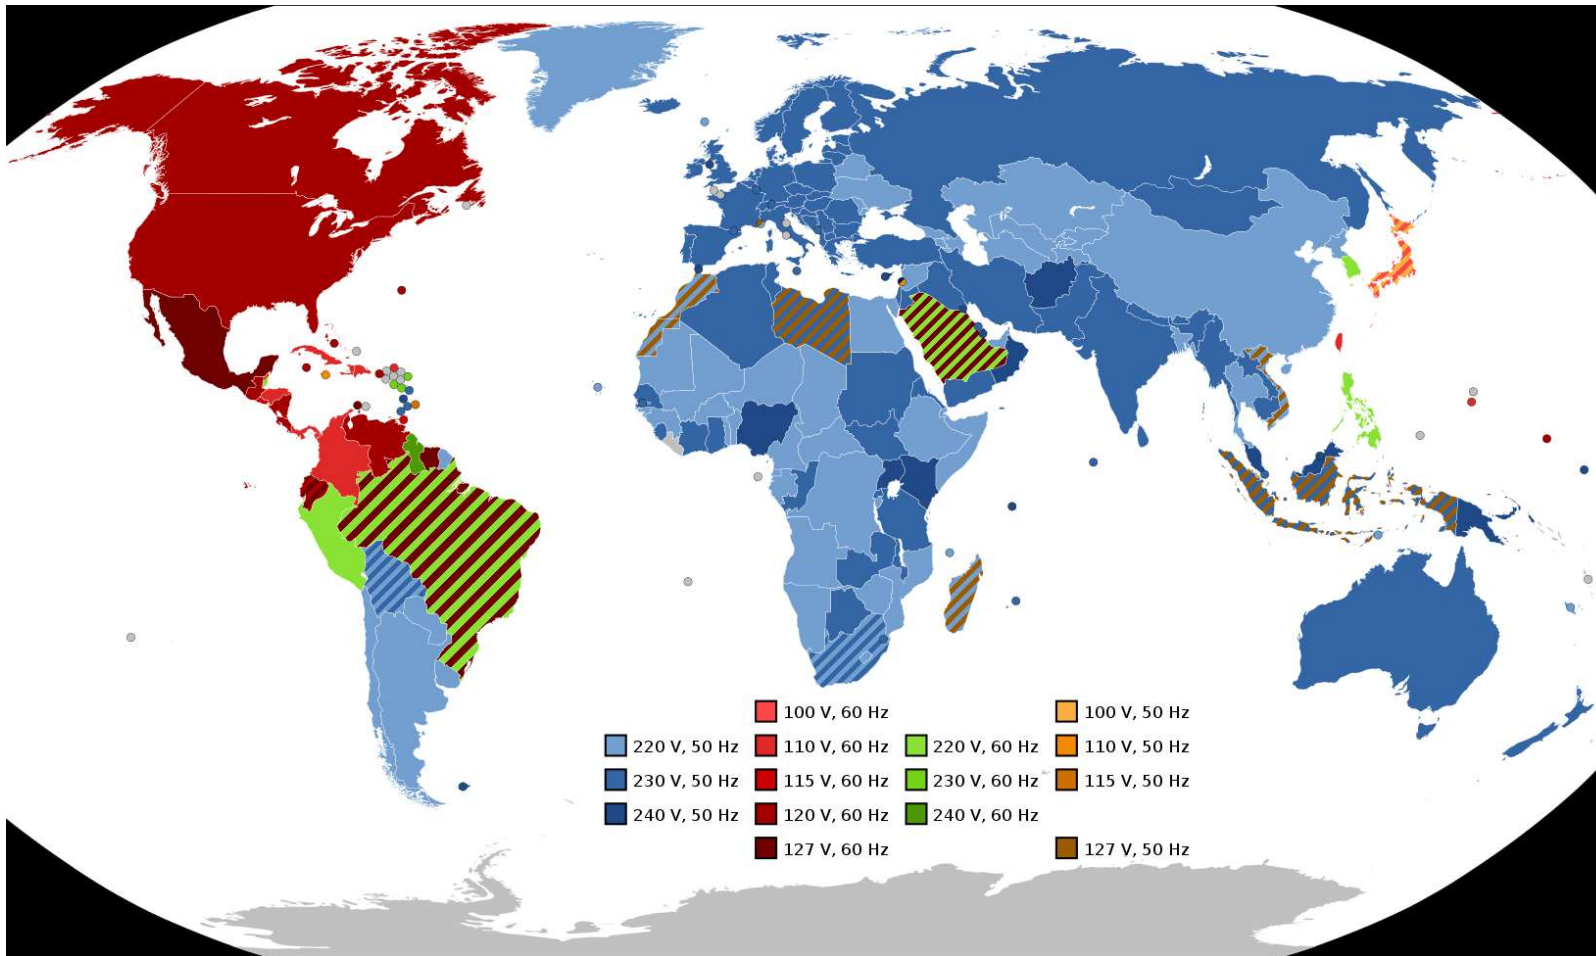 100 V, 60 Hz
100 V, 50 Hz
220 V, 50 Hz
110 V, 60 Hz
220 V, 60 Hz
110 V, 50 Hz
230 V, 50 Hz
115 V, 60 Hz
230 V, 60 Hz
115 V, 50 Hz
240 V, 50 Hz
120 V, 60 Hz
240 V, 60 Hz
127 V, 60 Hz
127 V, 50 Hz